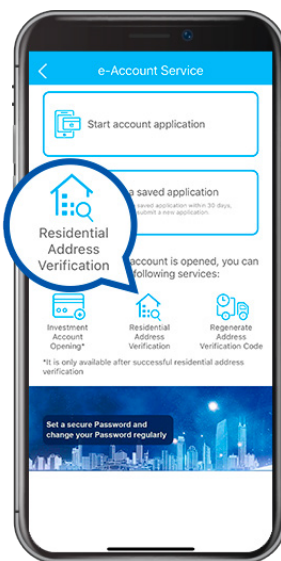 e-Account Service
Start account application
a saved application
saved application within 30 days,
submit a new application.
Residential
Address
Verification
account is opened, you can
following services:
Investment
Account
Opening*
Residential
Address
Verification
Regenerate
Address
Verification Code
*It is only available after successful residential address
verification
Set a secure Password and
change your Password regularly